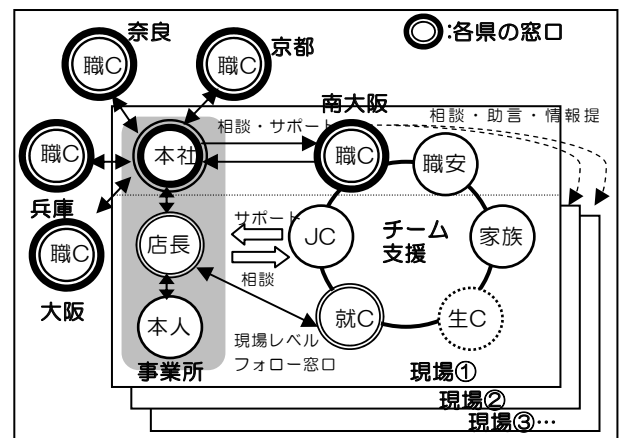 奈良
京都
:各県の窓口
職C
職C
南大阪
相談・サポート
相談・助言・情報提
職C
本社
職C
職安
兵庫
職C
大阪
店長
サポート
JC
チーム
支援
家族
相談
本人
就C
生C
現場レベル
フォロー窓口
事業所
現場①
現場②
現場③…